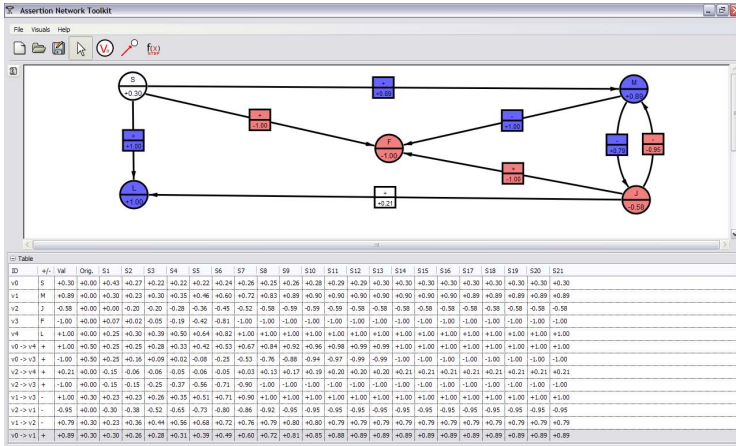 Assertion Network Toolkit
File Visuals Help
V+ f(x) STEP
S
+0.30
+
+0.89
M
+0.89
+
-1.00
-
+1.00
+
+1.00
F
-1.00
-
+0.79
-
-0.95
+
-1.00
L
+1.00
+
+0.21
J
-0.58
Table
ID +/- Val Orig. S1 S2 S3 S4 S5 S6 S7 S8 S9 S10 S11 S12 S13 S14 S15 S16 S17 S18 S19 S20 S21
v0 S +0.30 +0.00 +0.43 +0.27 +0.22 +0.22 +0.22 +0.24 +0.26 +0.25 +0.26 +0.28 +0.29 +0.29 +0.30 +0.30 +0.30 +0.30 +0.30 +0.30 +0.30 +0.30 +0.30
v1 M +0.89 +0.00 +0.30 +0.23 +0.30 +0.35 +0.46 +0.60 +0.72 +0.83 +0.89 +0.90 +0.90 +0.90 +0.90 +0.90 +0.90 +0.90 +0.89 +0.89 +0.89 +0.89 +0.89
v2 J -0.58 +0.00 +0.00 -0.20 -0.20 -0.28 -0.36 -0.45 -0.52 -0.58 -0.59 -0.59 -0.59 -0.58 -0.58 -0.58 -0.58 -0.58 -0.58 -0.58 -0.58 -0.58 -0.58
v3 F -1.00 +0.00 +0.07 +0.02 -0.05 -0.19 -0.42 -0.81 -1.00 -1.00 -1.00 -1.00 -1.00 -1.00 -1.00 -1.00 -1.00 -1.00 -1.00 -1.00 -1.00 -1.00 -1.00
v4 L +1.00 +0.00 +0.25 +0.30 +0.39 +0.50 +0.64 +0.82 +1.00 +1.00 +1.00 +1.00 +1.00 +1.00 +1.00 +1.00 +1.00 +1.00 +1.00 +1.00 +1.00 +1.00 +1.00
v0 -> v4 + +1.00 +0.50 +0.25 +0.25 +0.28 +0.33 +0.42 +0.53 +0.67 +0.84 +0.92 +0.96 +0.98 +0.99 +0.99 +1.00 +1.00 +1.00 +1.00 +1.00 +1.00 +1.00 +1.00
v0 -> v3 + -1.00 +0.50 +0.25 +0.16 +0.09 +0.02 -0.08 -0.25 -0.53 -0.76 -0.88 -0.94 -0.97 -0.99 -0.99 -1.00 -1.00 -1.00 -1.00 -1.00 -1.00 -1.00 -1.00
v2 -> v4 + +0.21 +0.00 -0.15 -0.06 -0.06 -0.05 -0.06 -0.05 +0.03 +0.13 +0.17 +0.19 +0.20 +0.20 +0.20 +0.21 +0.21 +0.21 +0.21 +0.21 +0.21 +0.21 +0.21
v2 -> v3 + -1.00 +0.00 -0.15 -0.15 -0.25 -0.37 -0.56 -0.71 -0.90 -1.00 -1.00 -1.00 -1.00 -1.00 -1.00 -1.00 -1.00 -1.00 -1.00 -1.00 -1.00 -1.00 -1.00
v1 -> v3 - +1.00 +0.30 +0.23 +0.23 +0.26 +0.35 +0.51 +0.71 +0.90 +1.00 +1.00 +1.00 +1.00 +1.00 +1.00 +1.00 +1.00 +1.00 +1.00 +1.00 +1.00 +1.00 +1.00
v2 -> v1 - -0.95 +0.00 -0.30 -0.38 -0.52 -0.65 -0.73 -0.80 -0.86 -0.92 -0.95 -0.95 -0.95 -0.95 -0.95 -0.95 -0.95 -0.95 -0.95 -0.95 -0.95 -0.95 -0.95
v1 -> v2 - +0.79 +0.30 +0.23 +0.36 +0.44 +0.56 +0.68 +0.72 +0.76 +0.79 +0.80 +0.80 +0.79 +0.79 +0.79 +0.79 +0.79 +0.79 +0.79 +0.79 +0.79 +0.79 +0.79
v0 -> v1 + +0.89 +0.30 +0.30 +0.26 +0.28 +0.31 +0.39 +0.49 +0.60 +0.72 +0.81 +0.85 +0.88 +0.89 +0.89 +0.89 +0.89 +0.89 +0.89 +0.89 +0.89 +0.89 +0.89